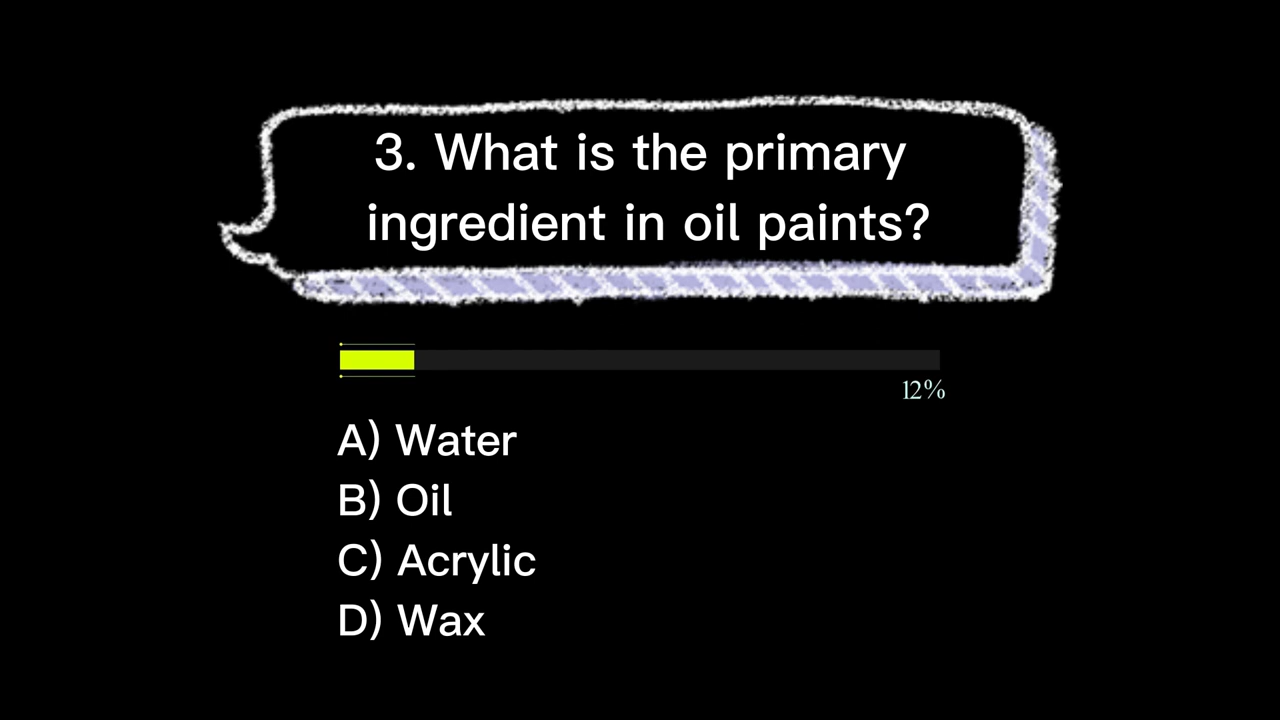 3. What is the primary
ingredient in oil paints?
12%
A) Water
B) Oil
C) Acrylic
D) Wax